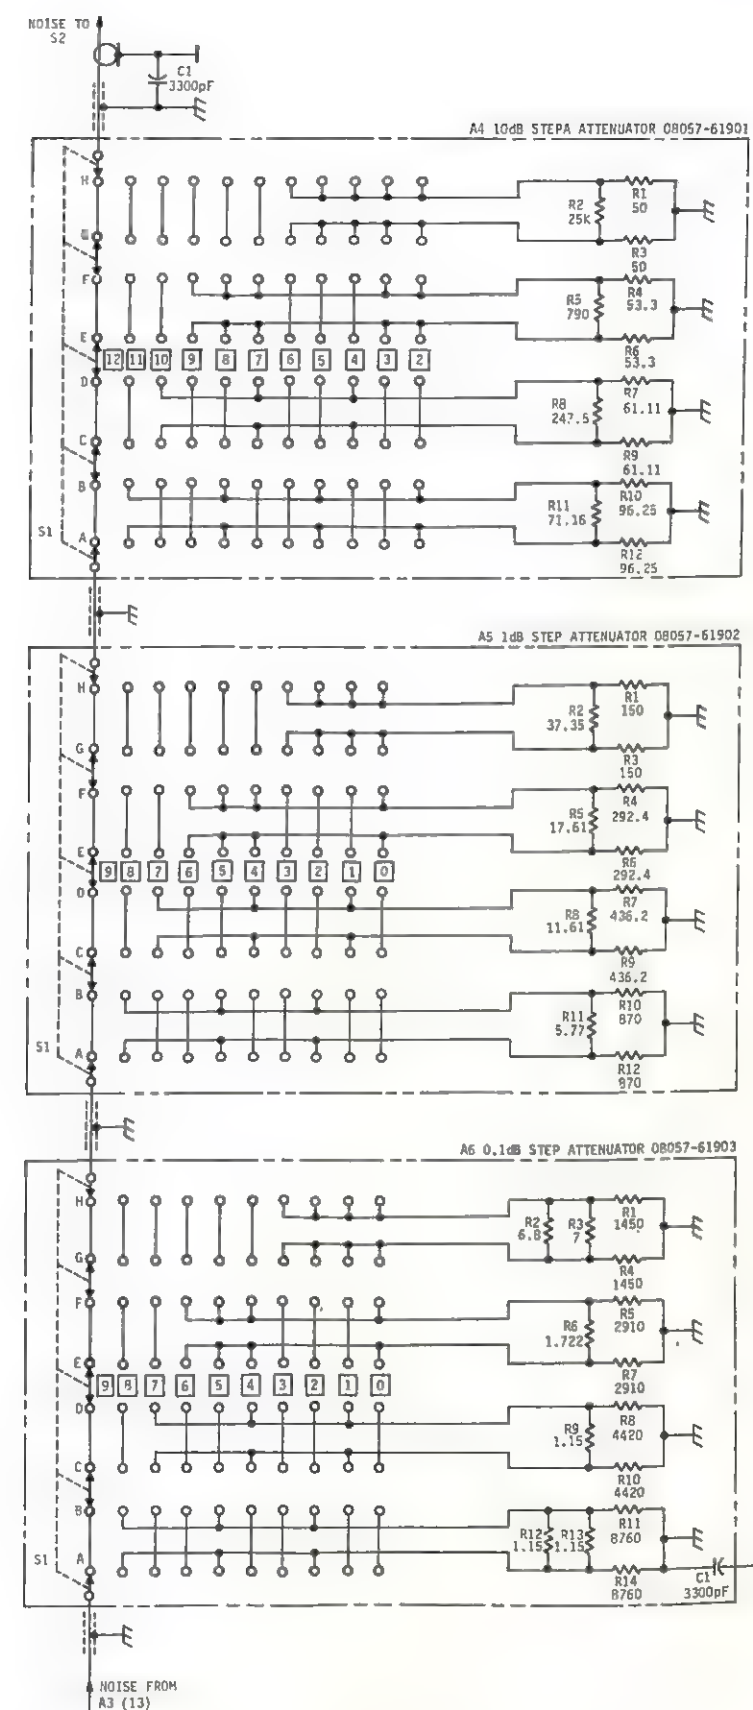 NOISE TO
S2
C1
3300pF
A4 10dB STEPA ATTENUATOR 08057-61901
H
R1
50
R2
25K
R3
50
F
R4
53.3
R5
790
R6
53.3
E
12 11 10 9 8 7 6 5 4 3 2
D
R7
61.11
R8
247.5
C
R9
61.11
B
R10
96.25
R11
71.16
S1
A
R12
96.25
A5 1dB STEP ATTENUATOR 08057-61902
H
R1
150
R2
37.35
G
R3
150
F
R4
292.4
R5
17.61
E
R6
292.4
9 8 7 6 5 4 3 2 1 0
D
R7
436.2
R8
11.61
C
R9
436.2
B
R10
870
R11
5.77
S1
A
R12
870
A6 0.1dB STEP ATTENUATOR 08057-61903
H
R1
1450
R2
6.8
R3
7
G
R4
1450
F
R5
2910
R6
1.722
E
R7
2910
9 8 7 6 5 4 3 2 1 0
D
R8
4420
R9
1.15
C
R10
4420
B
R11
8760
R12
1.15
R13
1.15
S1
A
R14
8760
C1
3300pF
NOISE FROM
A3 (13)